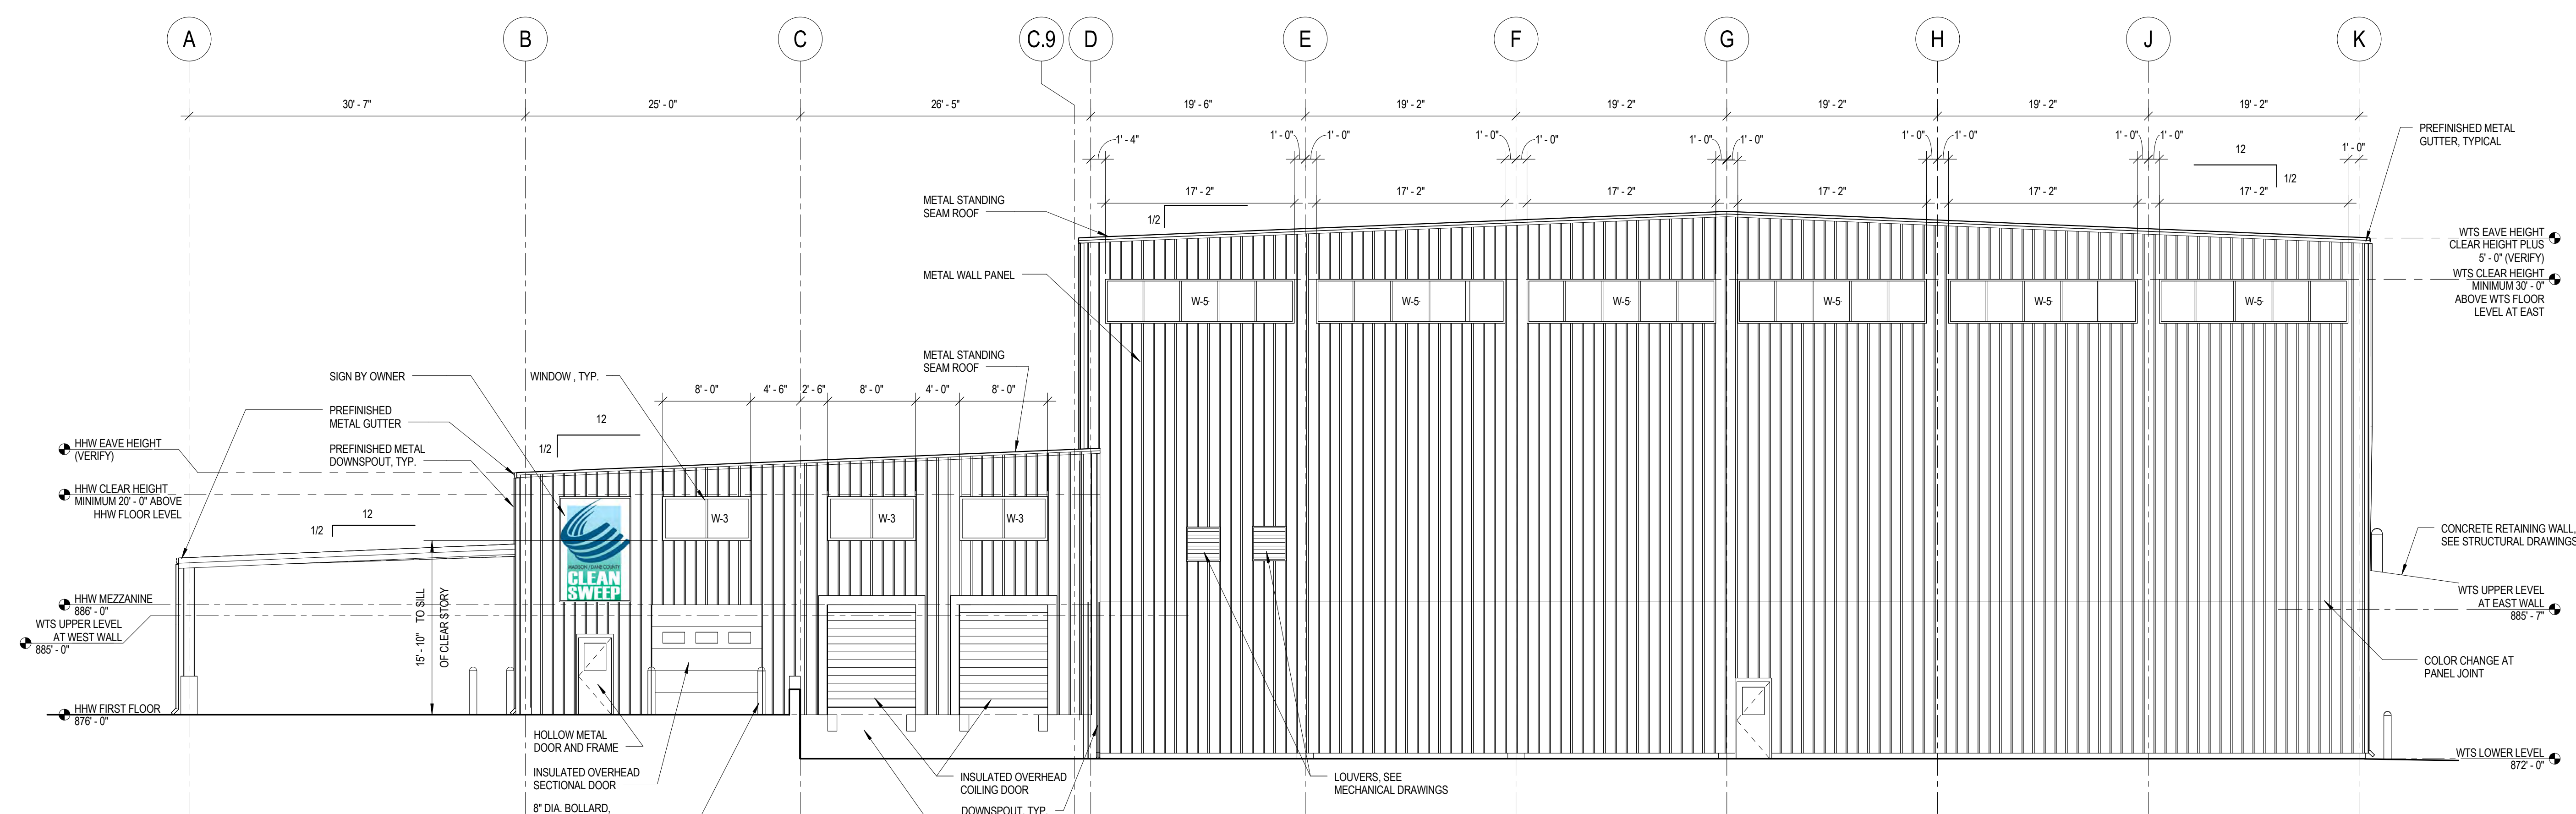 A B C C.9 D E F G H J K
30' - 7" 25' - 0" 26' - 5" 19' - 6" 19' - 2" 19' - 2" 19' - 2" 19' - 2" 19' - 2"
1' - 4" 1' - 0" 1' - 0" 1' - 0" 1' - 0" 1' - 0" 1' - 0" 1' - 0" 1' - 0" 1' - 0" 1' - 0" 1' - 0"
17' - 2" 17' - 2" 17' - 2" 17' - 2" 17' - 2" 17' - 2"
12
1/2
PREFINISHED METAL
GUTTER, TYPICAL
1/2
METAL STANDING
SEAM ROOF
METAL WALL PANEL
W-5 W-5 W-5 W-5 W-5 W-5
WTS EAVE HEIGHT
CLEAR HEIGHT PLUS
5' - 0" (VERIFY)
WTS CLEAR HEIGHT
MINIMUM 30' - 0"
ABOVE WTS FLOOR
LEVEL AT EAST
METAL STANDING
SEAM ROOF
SIGN BY OWNER
WINDOW , TYP.
8' - 0" 4' - 6" 2' - 6" 8' - 0" 4' - 0" 8' - 0"
PREFINISHED
METAL GUTTER
12
1/2
PREFINISHED METAL
DOWNSPOUT, TYP.
HHW EAVE HEIGHT
(VERIFY)
HHW CLEAR HEIGHT
MINIMUM 20' - 0" ABOVE
HHW FLOOR LEVEL
12
1/2
W-3 W-3 W-3
MADISON / DANE COUNTY
CLEAN
SWEEP
15' - 10" TO SILL
OF CLEAR STORY
HHW MEZZANINE
886' - 0"
WTS UPPER LEVEL
AT WEST WALL
885' - 0"
HHW FIRST FLOOR
876' - 0"
CONCRETE RETAINING WALL,
SEE STRUCTURAL DRAWINGS
WTS UPPER LEVEL
AT EAST WALL
885' - 7"
COLOR CHANGE AT
PANEL JOINT
WTS LOWER LEVEL
872' - 0"
HOLLOW METAL
DOOR AND FRAME
INSULATED OVERHEAD
SECTIONAL DOOR
8" DIA. BOLLARD,
INSULATED OVERHEAD
COILING DOOR
DOWNSPOUT, TYP.
LOUVERS, SEE
MECHANICAL DRAWINGS